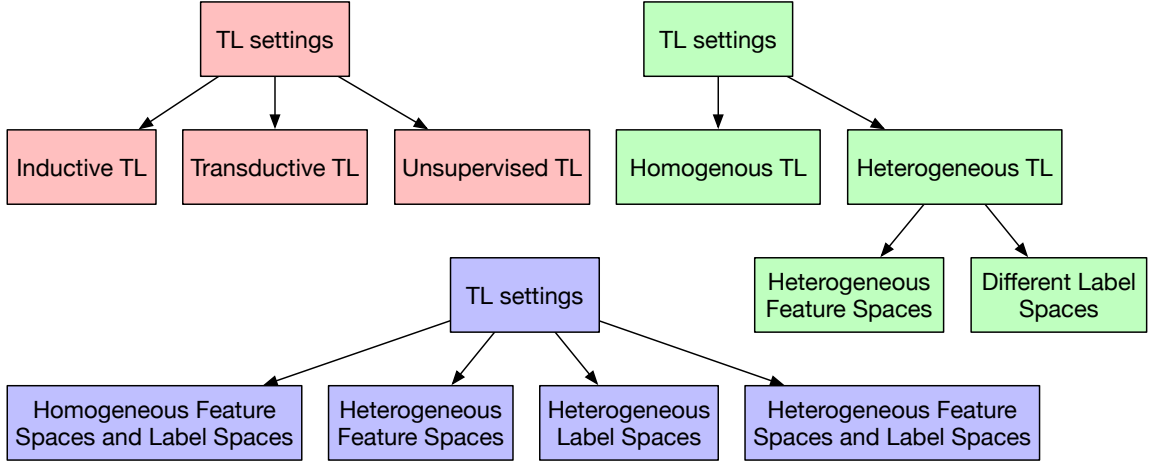 TL settings
Inductive TL
Transductive TL
Unsupervised TL
TL settings
Homogenous TL
Heterogeneous TL
Heterogeneous
Feature Spaces
Different Label
Spaces
TL settings
Homogeneous Feature
Spaces and Label Spaces
Heterogeneous
Feature Spaces
Heterogeneous
Label Spaces
Heterogeneous Feature
Spaces and Label Spaces